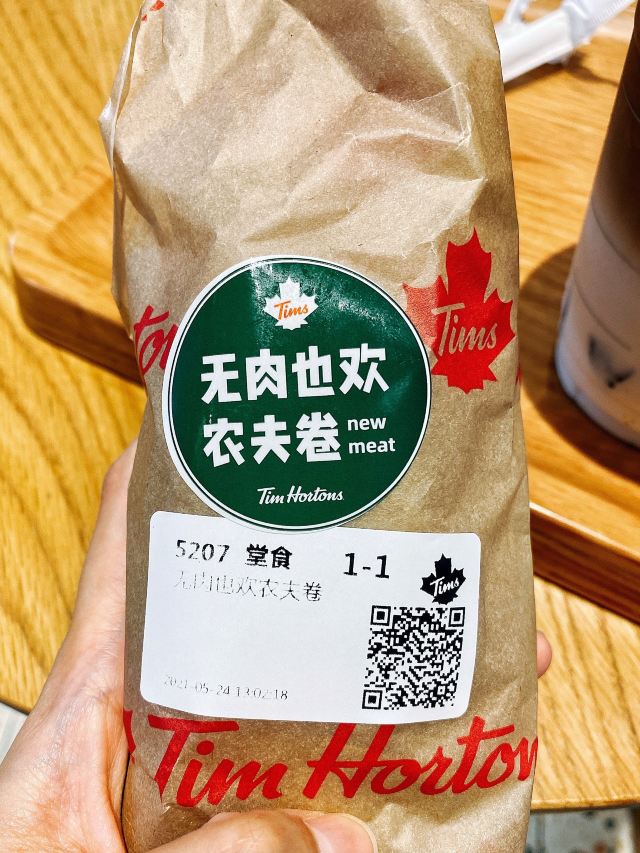 Tims
Tims
无肉也欢
农夫卷 new meat
Tim Hortons
5207 堂食 1-1
Tims
无肉也欢农夫卷
2021-05-24 13:02:18
Tim Horton